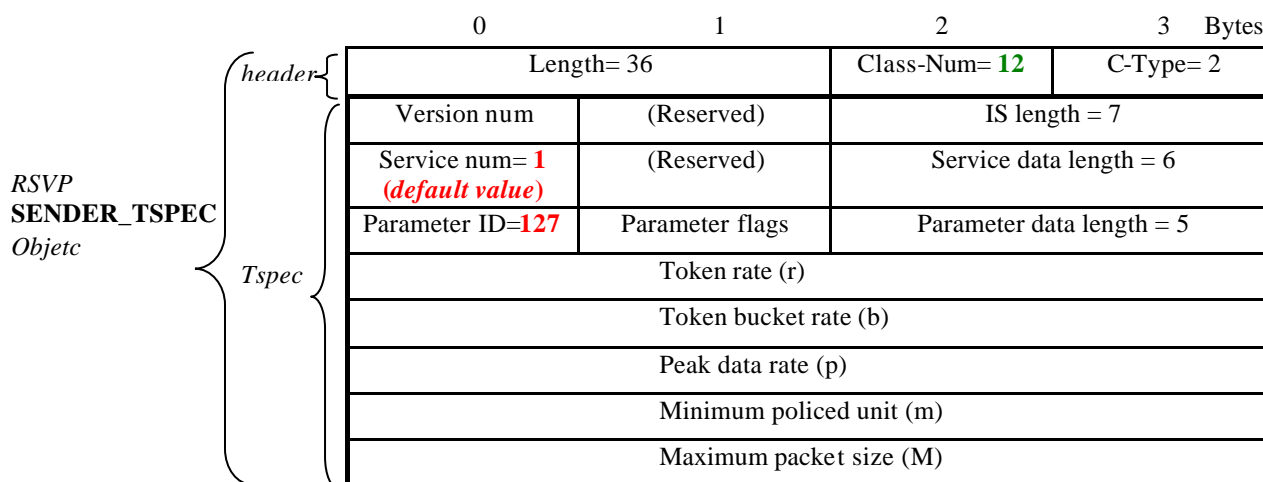 0 1 2 3 Bytes
header Length= 36 Class-Num= 12 C-Type= 2
Version num (Reserved) IS length = 7
Service num= 1 (Reserved) Service data length = 6
(default value)
RSVP
SENDER_TSPEC
Objetc
Parameter ID=127 Parameter flags Parameter data length = 5
Tspec
Token rate (r)
Token bucket rate (b)
Peak data rate (p)
Minimum policed unit (m)
Maximum packet size (M)